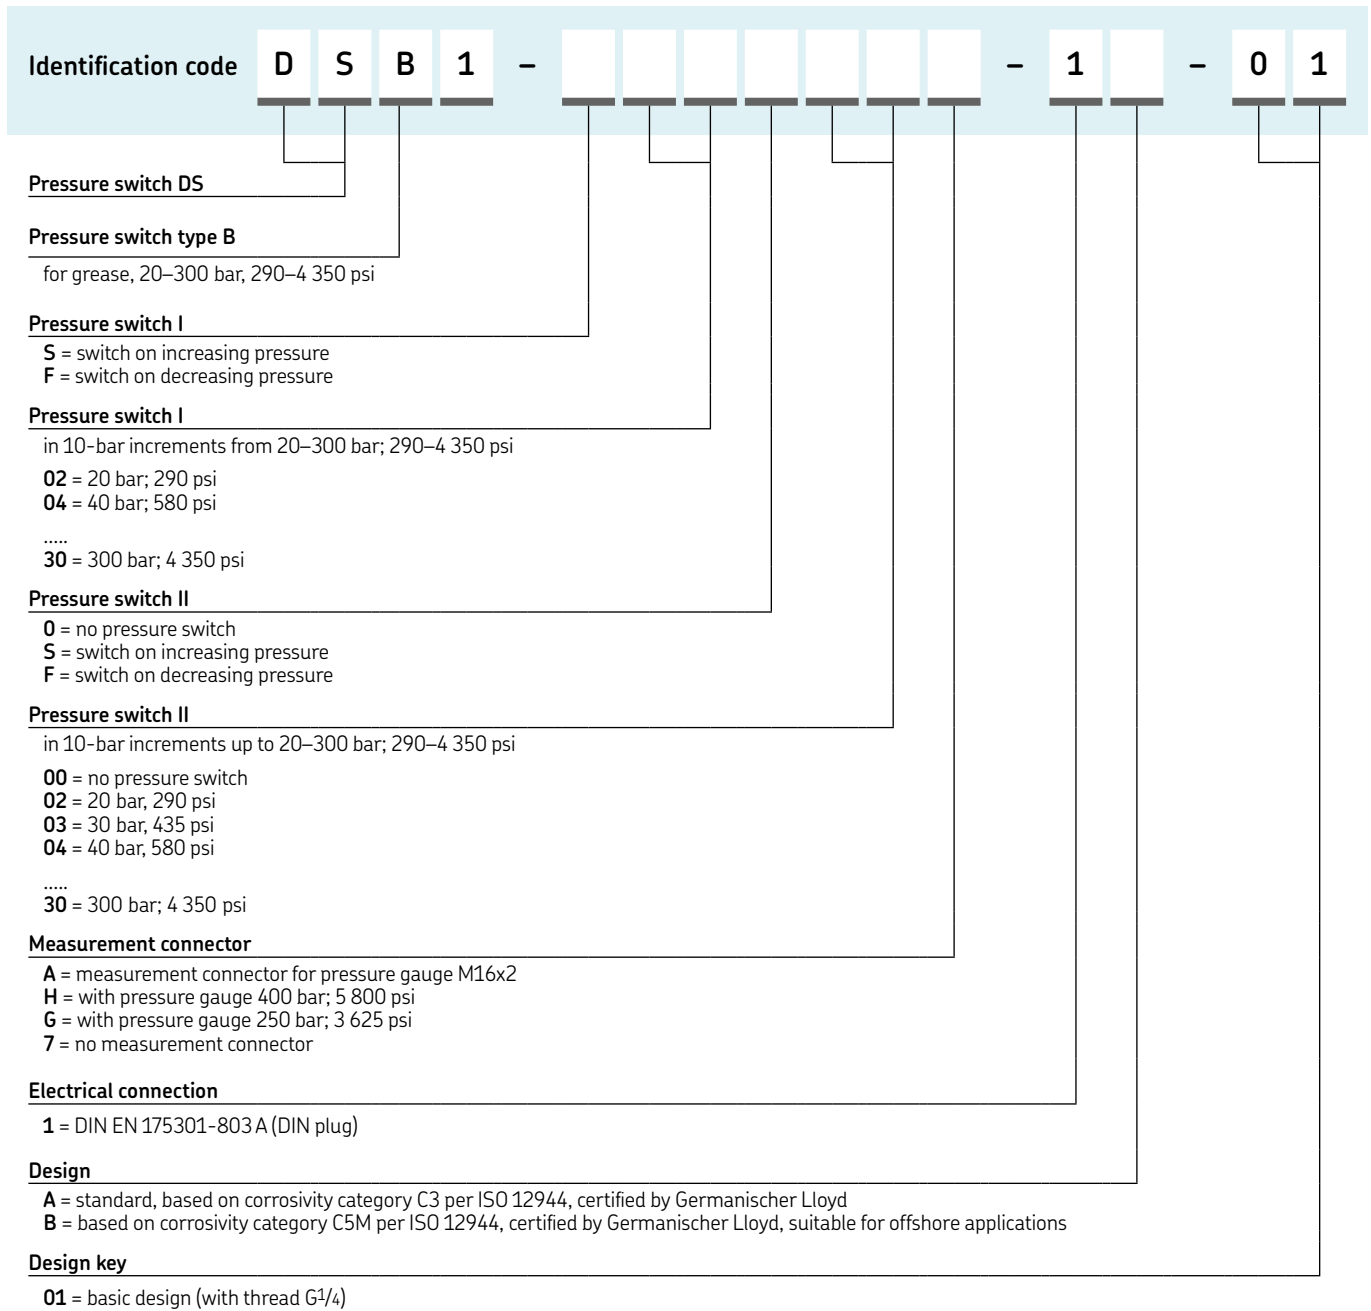 Identification code D S B 1 – – 1 – 0 1
Pressure switch DS
Pressure switch type B
for grease, 20–300 bar, 290–4 350 psi
Pressure switch I
S = switch on increasing pressure
F = switch on decreasing pressure
Pressure switch I
in 10-bar increments from 20–300 bar; 290–4 350 psi
02 = 20 bar; 290 psi
04 = 40 bar; 580 psi
.....
30 = 300 bar; 4 350 psi
Pressure switch II
0 = no pressure switch
S = switch on increasing pressure
F = switch on decreasing pressure
Pressure switch II
in 10-bar increments up to 20–300 bar; 290–4 350 psi
00 = no pressure switch
02 = 20 bar, 290 psi
03 = 30 bar, 435 psi
04 = 40 bar, 580 psi
.....
30 = 300 bar; 4 350 psi
Measurement connector
A = measurement connector for pressure gauge M16x2
H = with pressure gauge 400 bar; 5 800 psi
G = with pressure gauge 250 bar; 3 625 psi
7 = no measurement connector
Electrical connection
1 = DIN EN 175301-803 A (DIN plug)
Design
A = standard, based on corrosivity category C3 per ISO 12944, certified by Germanischer Lloyd
B = based on corrosivity category C5M per ISO 12944, certified by Germanischer Lloyd, suitable for offshore applications
Design key
01 = basic design (with thread G1/4)